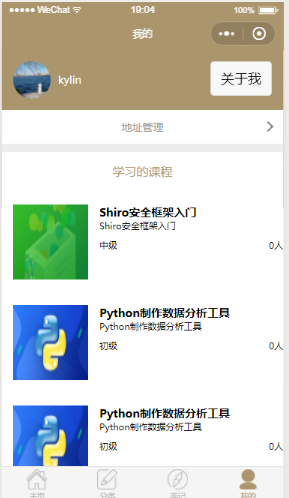 WeChat 19:04 100%
我的
kylin 关于我
地址管理
学习的课程
Shiro安全框架入门
Shiro安全框架入门
中级 0人
Python制作数据分析工具
Python制作数据分析工具
初级 0人
Python制作数据分析工具
Python制作数据分析工具
初级 0人
主页 分类 我的